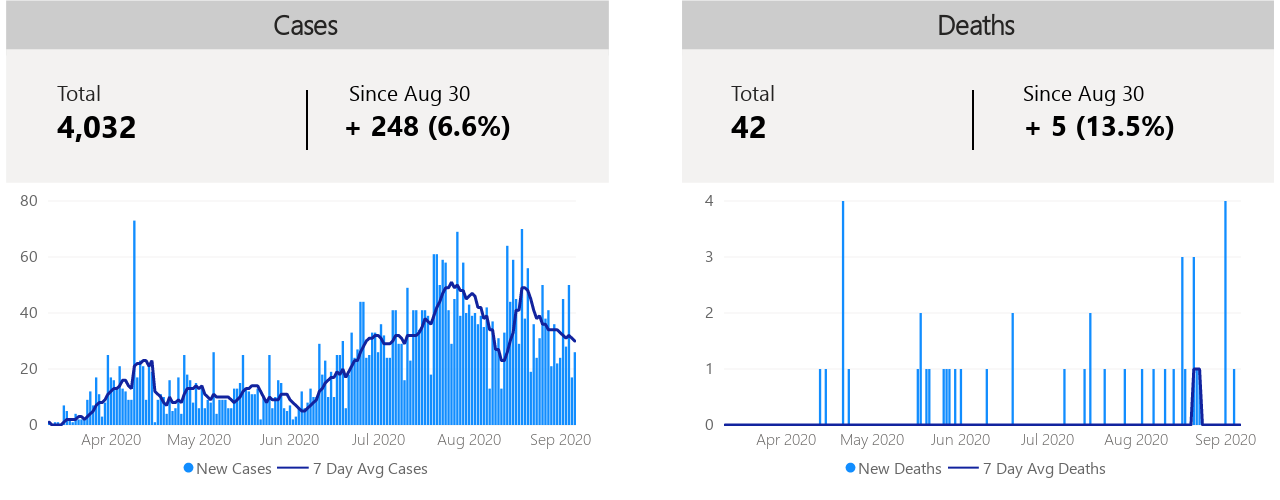 Cases
Total
Since Aug 30
4,032
+ 248 (6.6%)
80
60
40
20
0
Apr 2020 May 2020 Jun 2020 Jul 2020 Aug 2020 Sep 2020
New Cases 7 Day Avg Cases
Deaths
Total
Since Aug 30
42
+ 5 (13.5%)
4
3
2
1
0
Apr 2020 May 2020 Jun 2020 Jul 2020 Aug 2020 Sep 2020
New Deaths 7 Day Avg Deaths